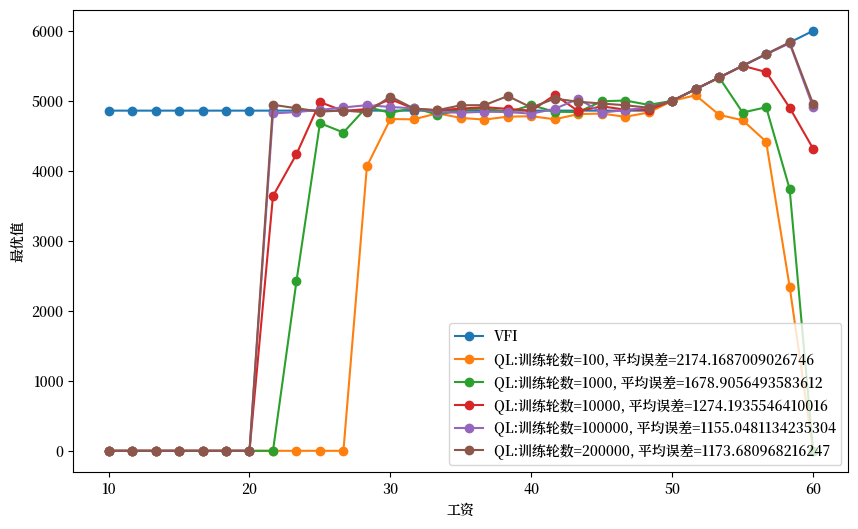 6000
5000
4000
3000
2000
1000
0
最优值
VFI
QL:训练轮数=100, 平均误差=2174.1687009026746
QL:训练轮数=1000, 平均误差=1678.9056493583612
QL:训练轮数=10000, 平均误差=1274.1935546410016
QL:训练轮数=100000, 平均误差=1155.0481134235304
QL:训练轮数=200000, 平均误差=1173.680968216247
10 20 30 40 50 60
工资